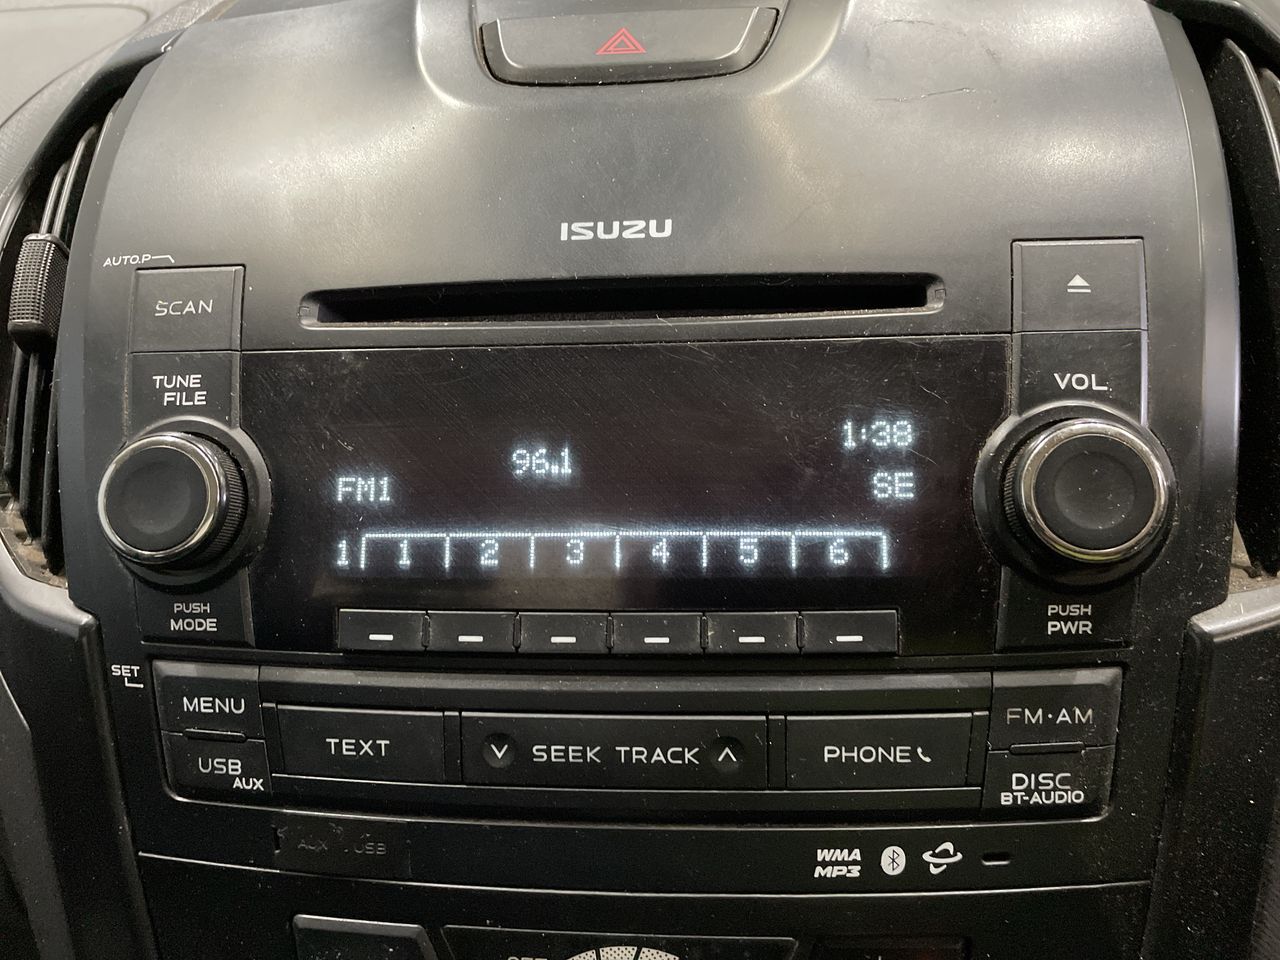 ISUZU
AUTO.P
SCAN
TUNE
FILE
VOL
1:38
96.1
FM1
SE
1 1 2 3 4 5 6
PUSH
MODE
PUSH
PWR
SET
MENU
FM·AM
TEXT
SEEK TRACK
PHONE
USB
AUX
DISC
BT-AUDIO
AUX USB
WMA
MP3